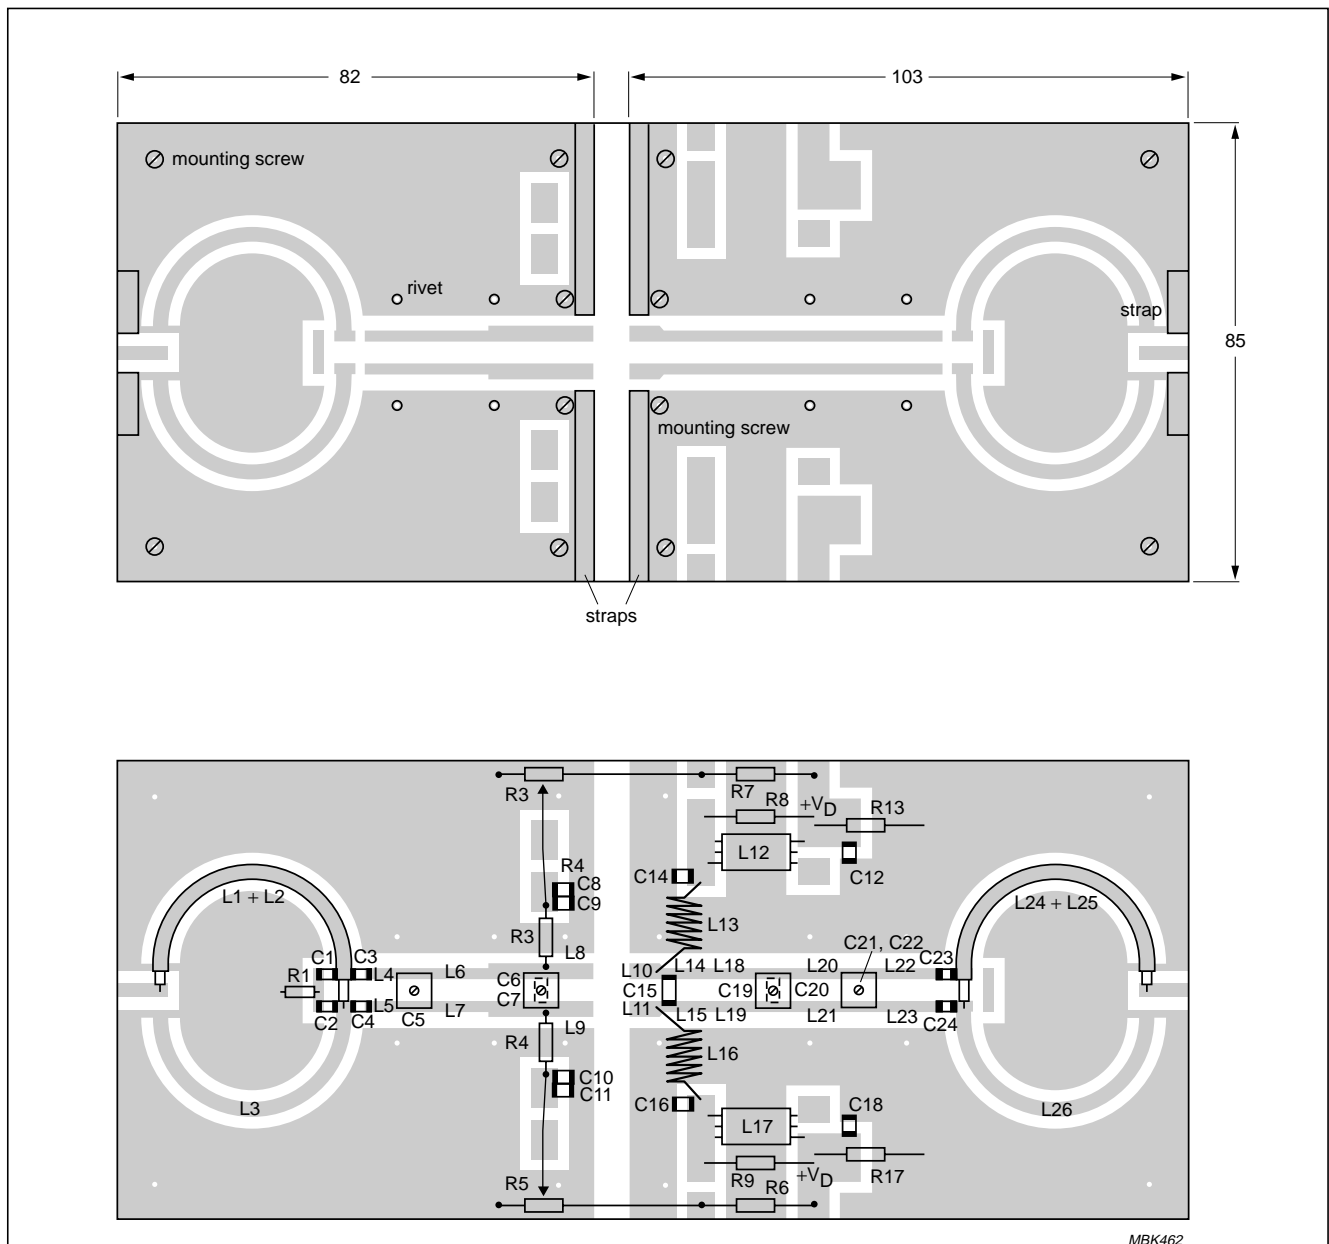 82
103
mounting screw
rivet
strap
85
mounting screw
straps
R3
R7
R8
+VD
R13
L12
R4
C8
C9
C14
C12
L1 + L2
L13
L24 + L25
R3
L8
C21, C22
C1
C3
L4
L6
L10
L14
L18
L20
L22
C23
R1
C6
C7
C15
C19
C20
C2
L5
C4
C5
L7
L11
L15
L19
L21
L23
C24
L9
R4
L16
C10
C11
L3
C16
C18
L26
L17
R5
R9
+VD
R6
R17
MBK462